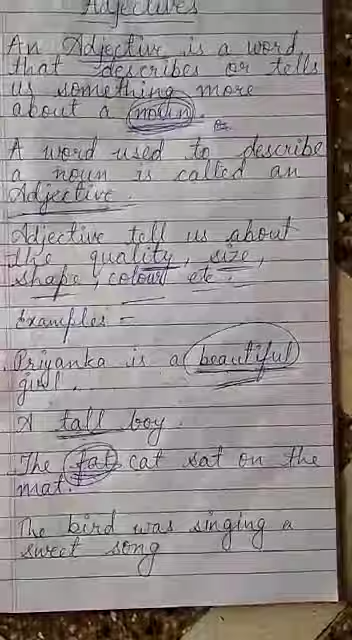 Adjectives
An Adjective is a word
that describes or tells
us something more
about a noun.
A word used to describe
a noun is called an
Adjective.
Adjective tell us about
the quality, size,
shape, colour etc.
Examples -
Priyanka is a beautiful
girl.
A tall boy.
The fat cat sat on the
mat.
The bird was singing a
sweet song